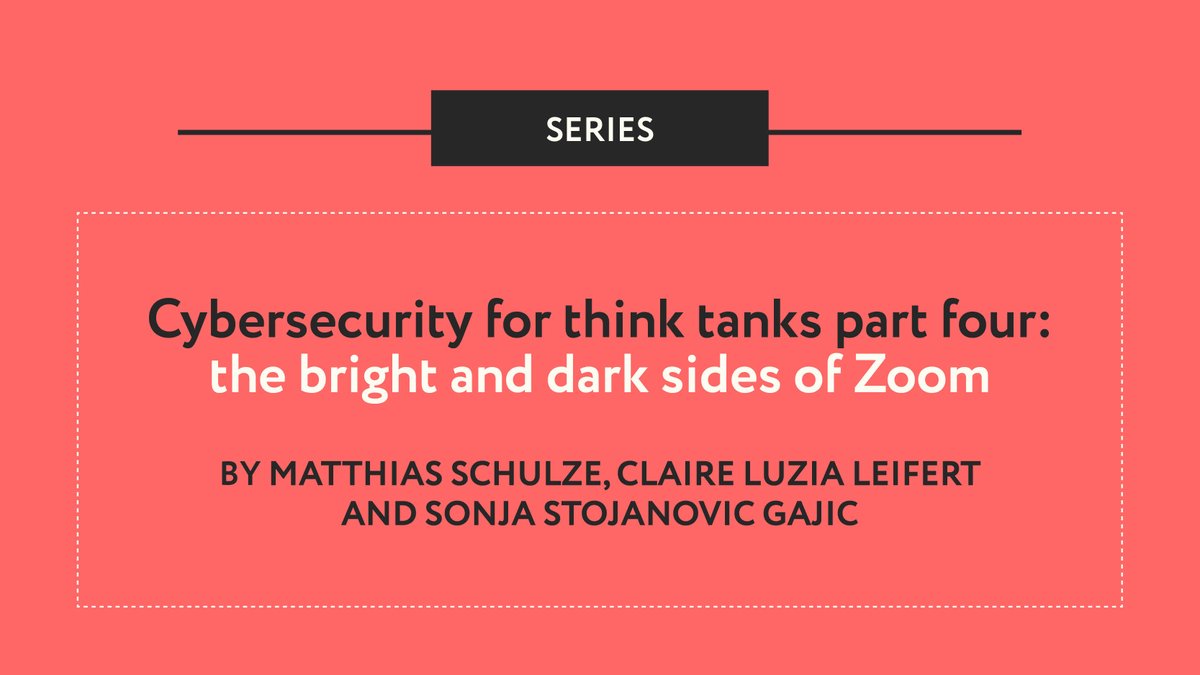 SERIES
Cybersecurity for think tanks part four:
the bright and dark sides of Zoom
BY MATTHIAS SCHULZE, CLAIRE LUZIA LEIFERT
AND SONJA STOJANOVIC GAJIC